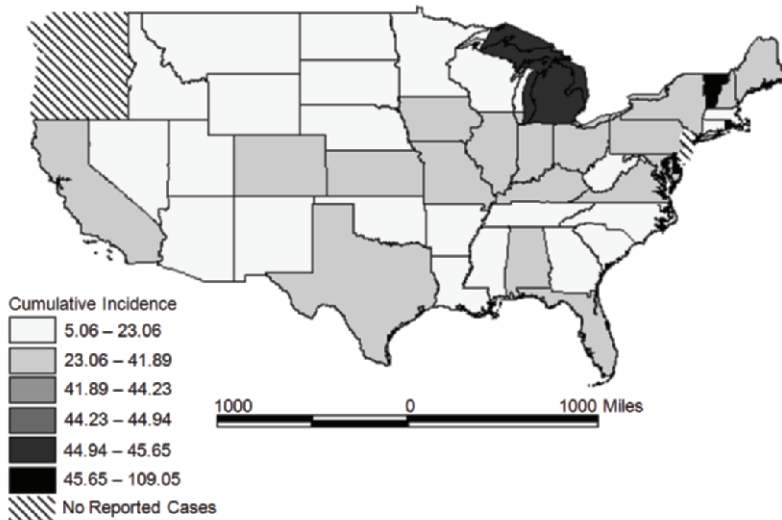 Cumulative Incidence
5.06 – 23.06
23.06 – 41.89
41.89 – 44.23
44.23 – 44.94
44.94 – 45.65
45.65 – 109.05
No Reported Cases
1000 0 1000 Miles